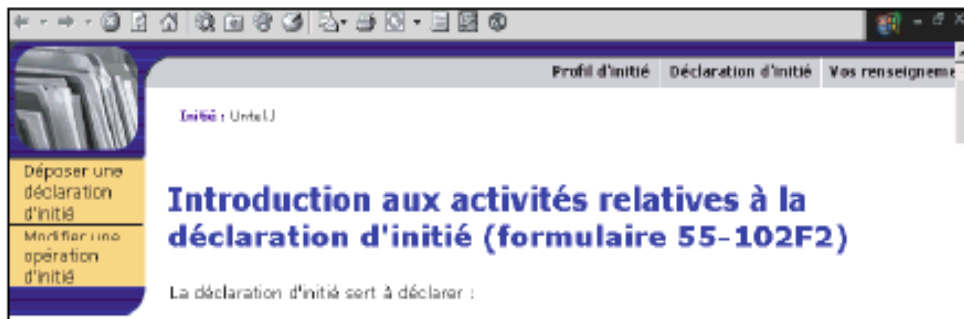 Profil d'initié Déclaration d'initié Vos renseigneme
Initié : Untel J
Déposer une
déclaration
d'initié
Modifier une
opération
d'initié
Introduction aux activités relatives à la
déclaration d'initié (formulaire 55-102F2)
La déclaration d'initié sert à déclarer :